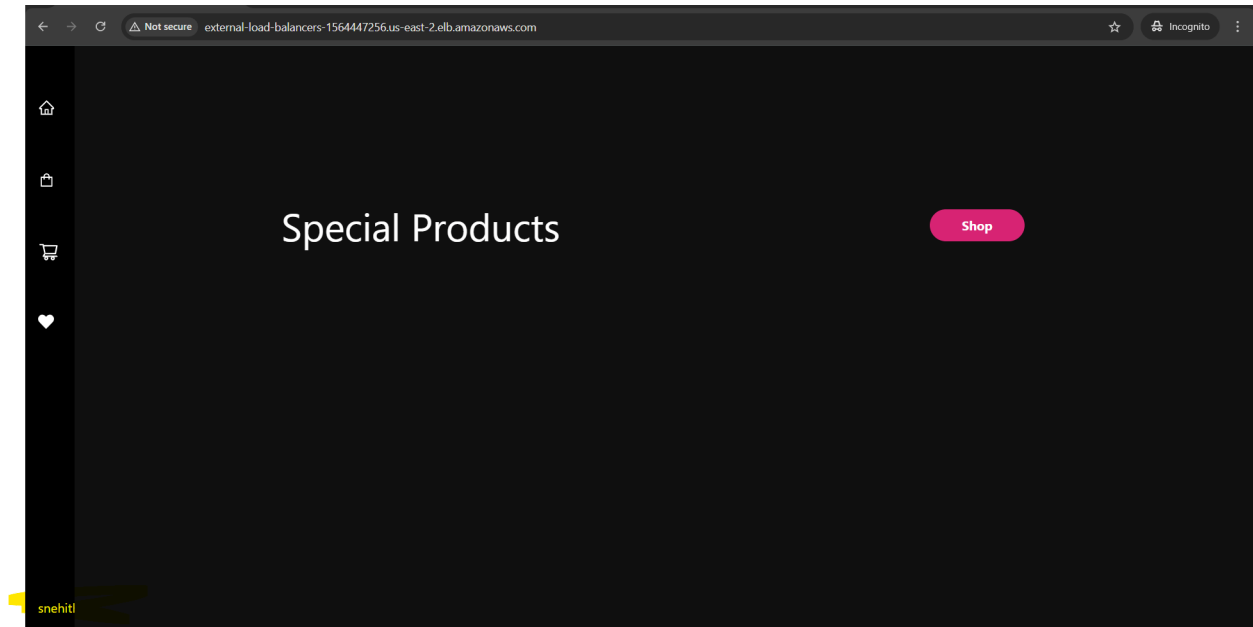 Not secure external-load-balancers-1564447256.us-east-2.elb.amazonaws.com Incognito
Special Products Shop
snehitl